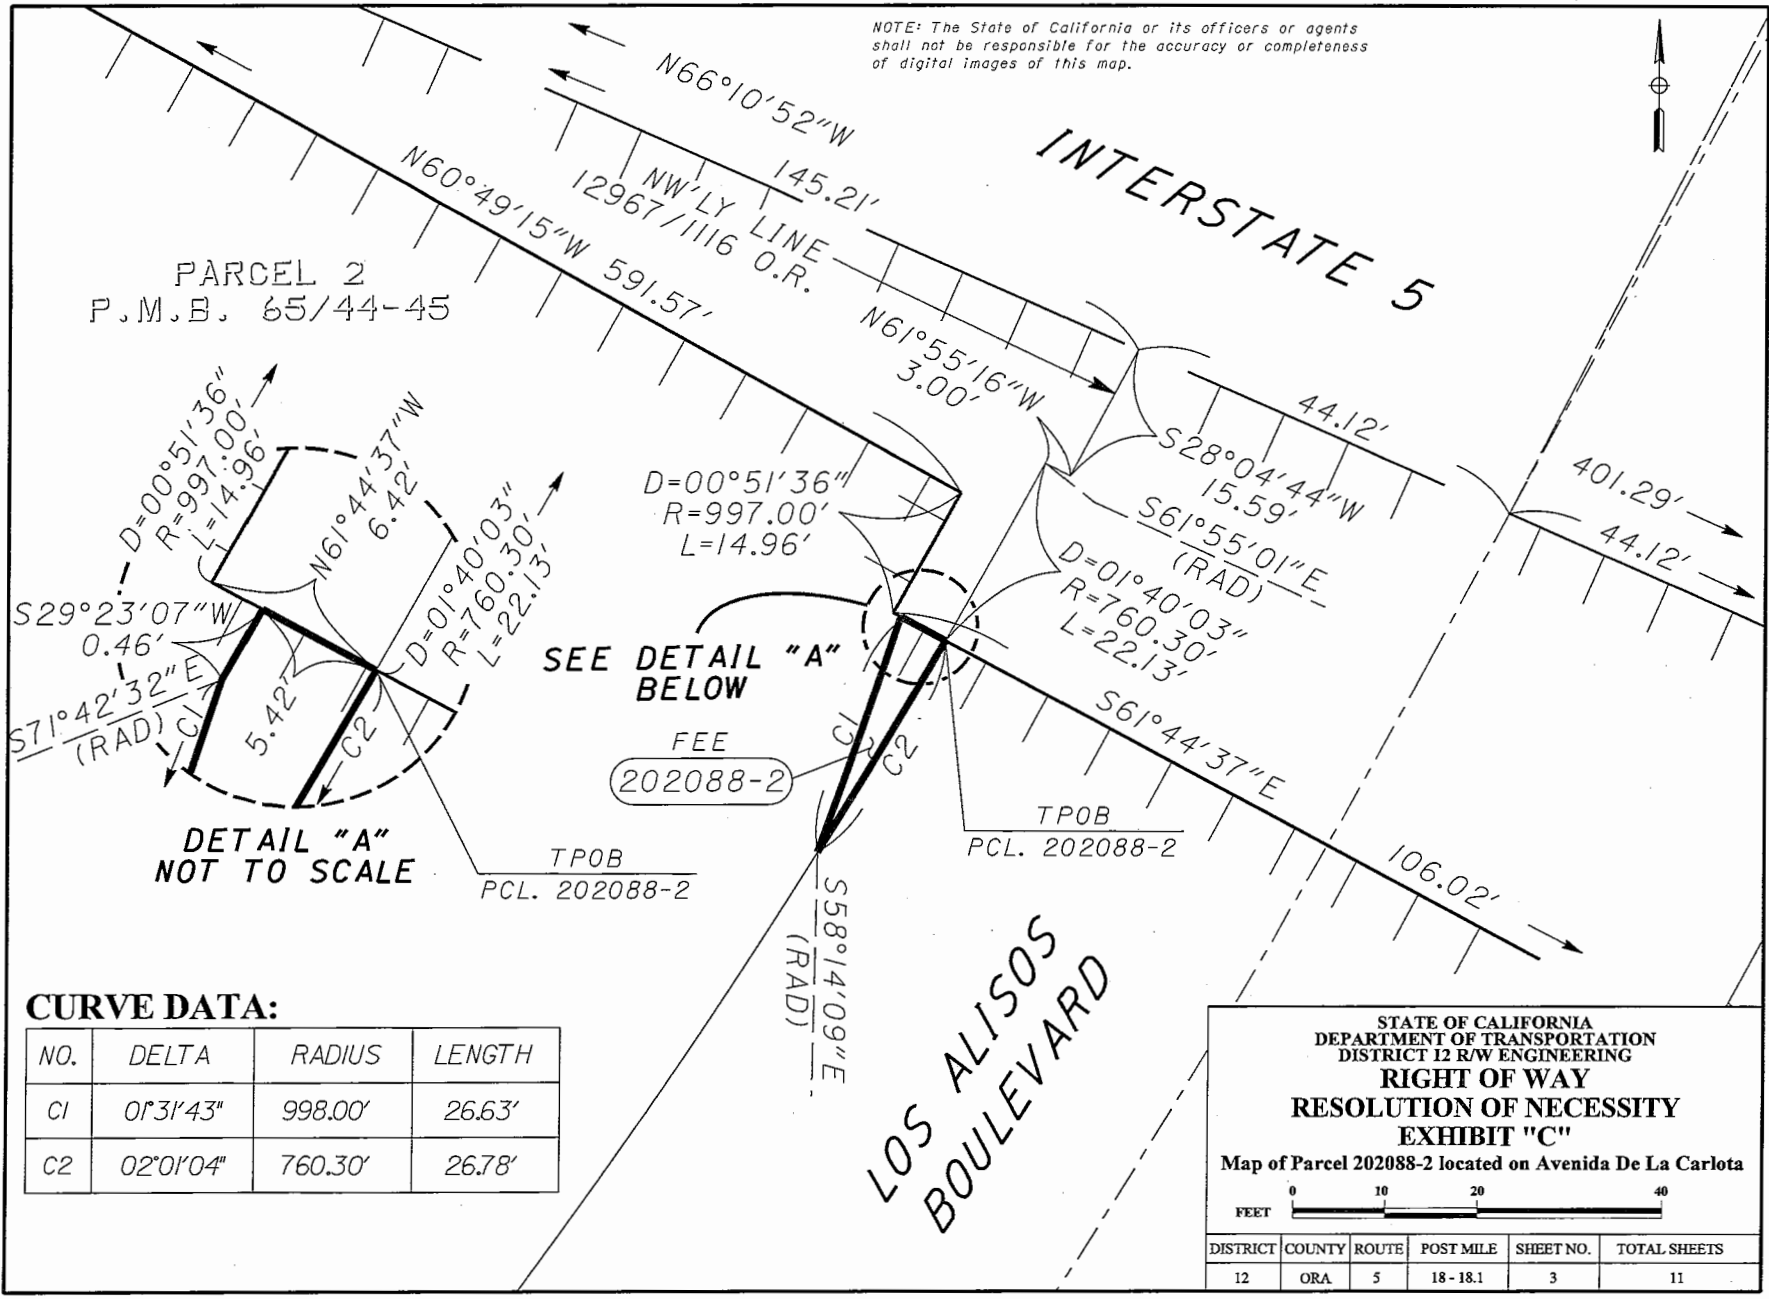 NOTE: The State of California or its officers or agents
shall not be responsible for the accuracy or completeness
of digital images of this map.
N66°10'52"W
145.21'
INTERSTATE 5
NW'LY LINE
12967/1116 O.R.
N60°49'15"W 591.57'
PARCEL 2
P.M.B. 65/44-45
N61°55'16"W
3.00'
44.12'
S28°04'44"W
15.59'
401.29'
44.12'
S61°55'01"E
(RAD)
D=00°51'36"
R=997.00'
L=14.96'
D=01°40'03"
R=760.30'
L=22.13'
D=00°51'36"
R=997.00'
L=14.96'
N61°44'37"W
6.42'
D=01°40'03"
R=760.30'
L=22.13'
S29°23'07"W
0.46'
S71°42'32"E
(RAD)
C1
5.42'
C2
SEE DETAIL "A"
BELOW
FEE
202088-2
C1
C2
S61°44'37"E
106.02'
TPOB
PCL. 202088-2
DETAIL "A"
NOT TO SCALE
TPOB
PCL. 202088-2
S58°14'09"E
(RAD)
LOS ALISOS
BOULEVARD
CURVE DATA:
NO. DELTA RADIUS LENGTH
C1 01°31'43" 998.00' 26.63'
C2 02°01'04" 760.30' 26.78'
STATE OF CALIFORNIA
DEPARTMENT OF TRANSPORTATION
DISTRICT 12 R/W ENGINEERING
RIGHT OF WAY
RESOLUTION OF NECESSITY
EXHIBIT "C"
Map of Parcel 202088-2 located on Avenida De La Carlota
0 10 20 40
FEET
DISTRICT COUNTY ROUTE POST MILE SHEET NO. TOTAL SHEETS
12 ORA 5 18 - 18.1 3 11